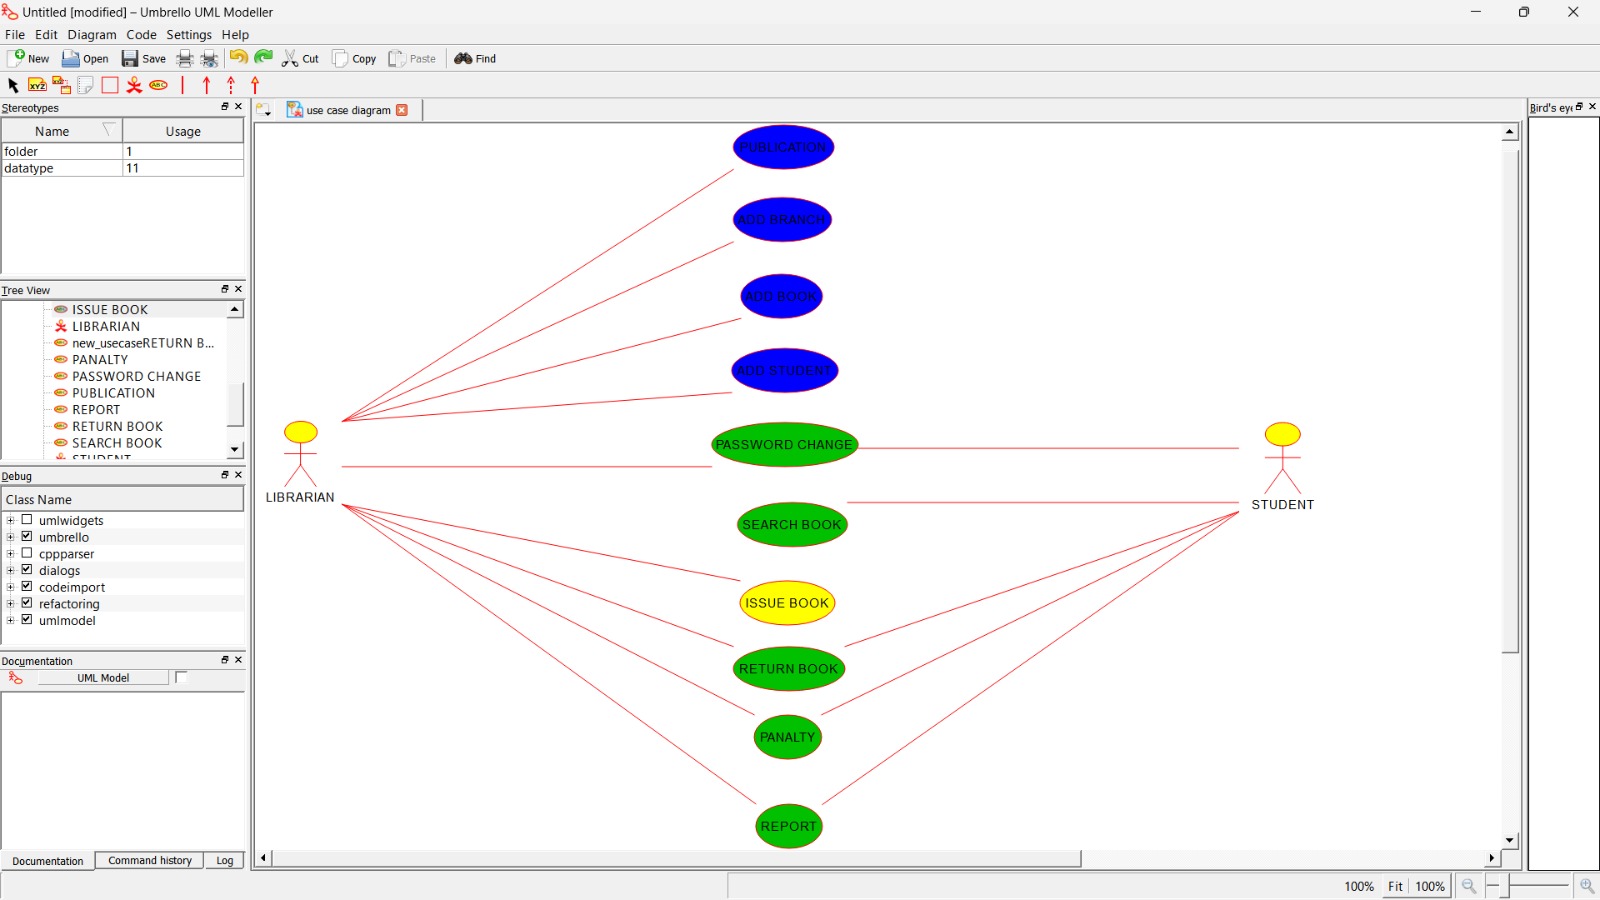 Untitled [modified] – Umbrello UML Modeller
File Edit Diagram Code Settings Help
New Open Save Cut Copy Paste Find
XYZ ABC
Stereotypes
Name Usage
folder 1
datatype 11
Tree View
ISSUE BOOK
LIBRARIAN
new_usecaseRETURN B...
PANALTY
PASSWORD CHANGE
PUBLICATION
REPORT
RETURN BOOK
SEARCH BOOK
STUDENT
Debug
Class Name
umlwidgets
umbrello
cppparser
dialogs
codeimport
refactoring
umlmodel
Documentation
UML Model
Documentation Command history Log
use case diagram
PUBLICATION
ADD BRANCH
ADD BOOK
ADD STUDENT
PASSWORD CHANGE
SEARCH BOOK
ISSUE BOOK
RETURN BOOK
PANALTY
REPORT
LIBRARIAN
STUDENT
Bird's eye
100% Fit 100%